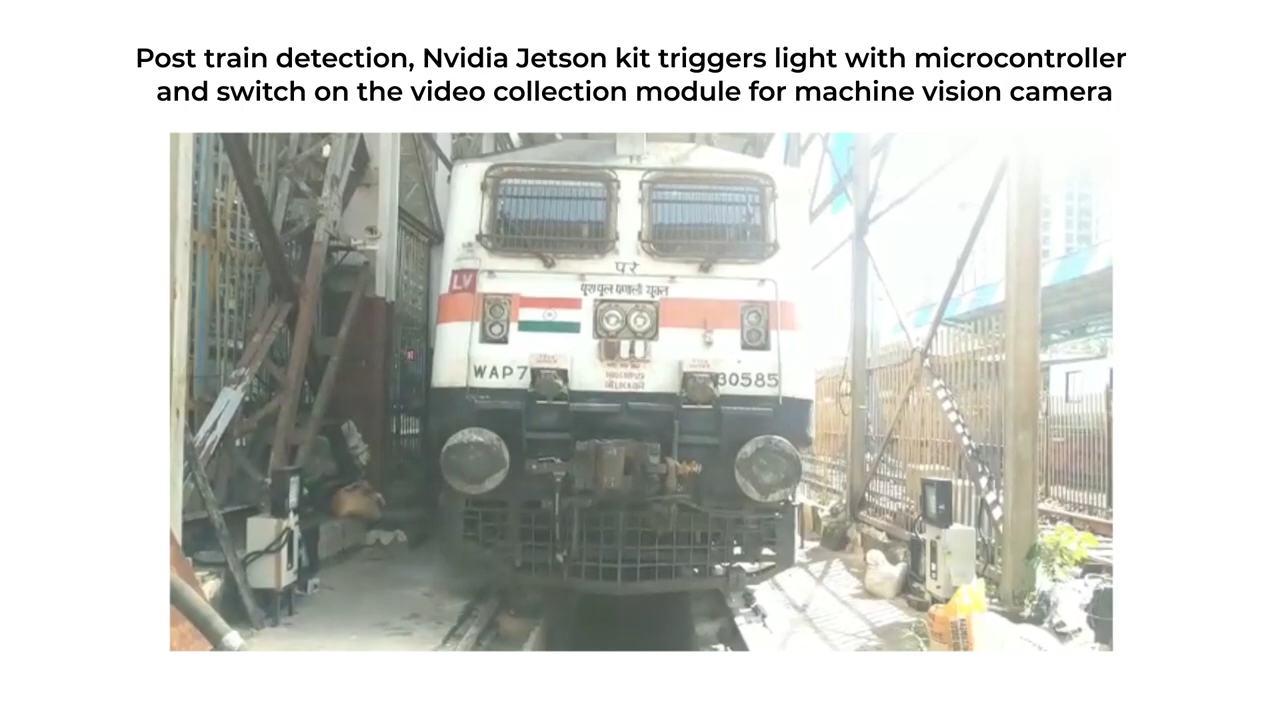 Post train detection, Nvidia Jetson kit triggers light with microcontroller
and switch on the video collection module for machine vision camera
परे
LV
WAP7
30585